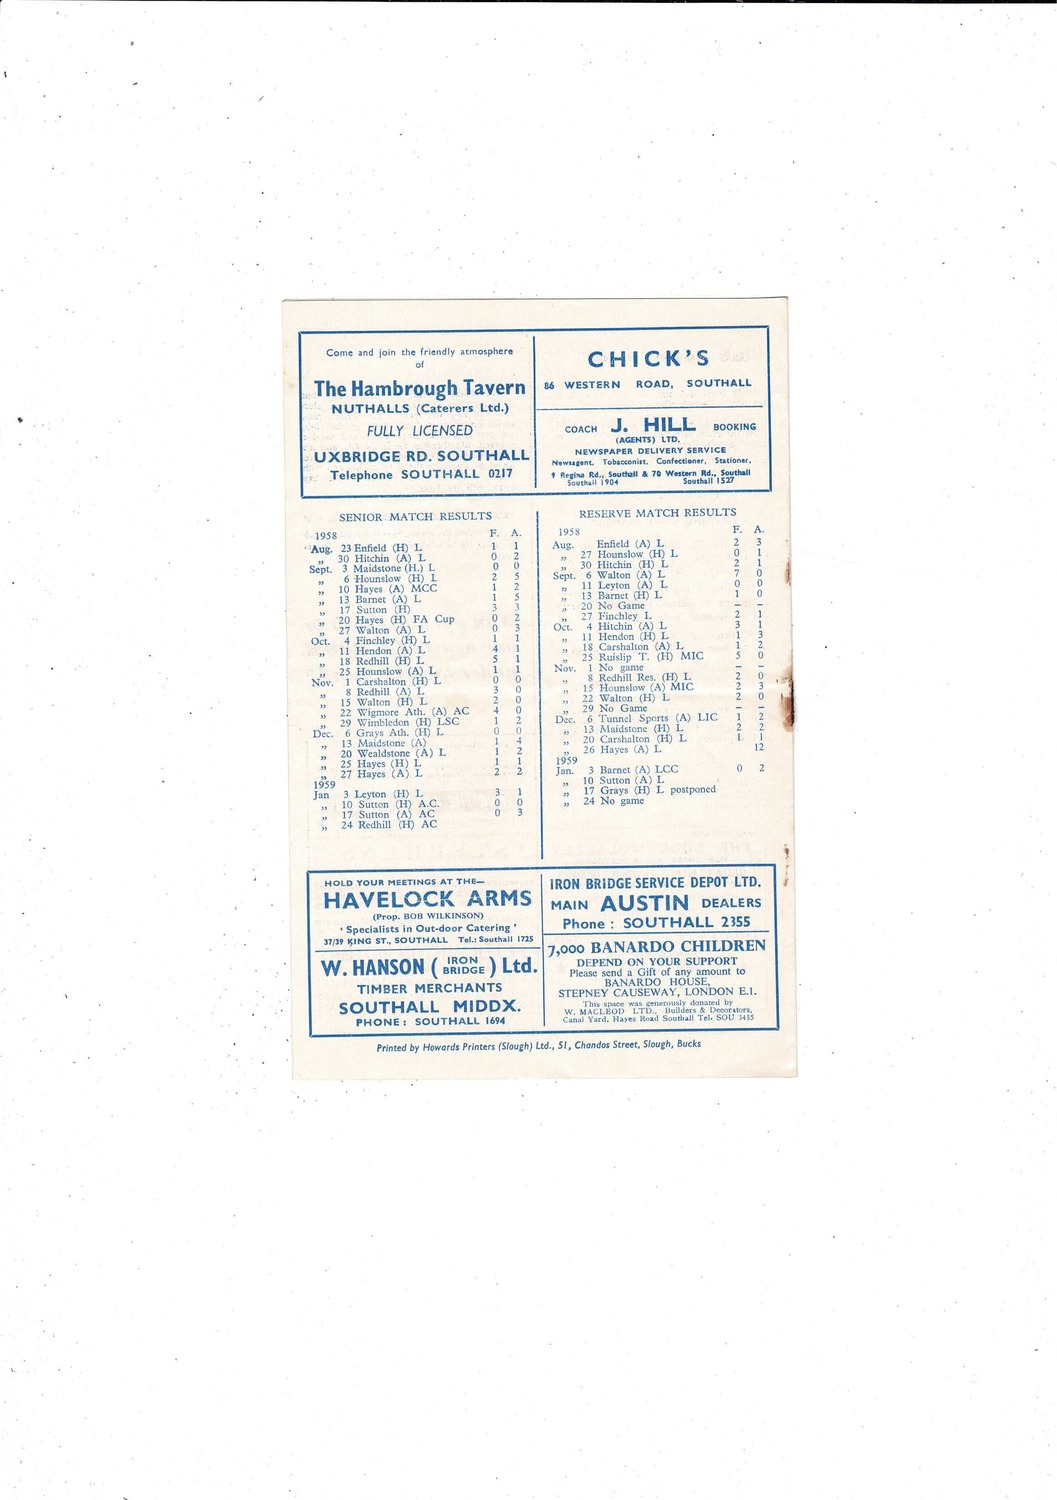 Come and join the friendly atmosphere
of
The Hambrough Tavern
NUTHALLS (Caterers Ltd.)
FULLY LICENSED
UXBRIDGE RD. SOUTHALL
Telephone SOUTHALL 0217
CHICK'S
86 WESTERN ROAD, SOUTHALL
COACH J. HILL BOOKING
(AGENTS) LTD.
NEWSPAPER DELIVERY SERVICE
Newsagent, Tobacconist, Confectioner, Stationer,
9 Regina Rd., Southall & 70 Western Rd., Southall
Southall 1904 Southall 1527
SENIOR MATCH RESULTS
1958 F. A.
Aug. 23 Enfield (H) L 1 1
„ 30 Hitchin (A) L 0 2
Sept. 3 Maidstone (H.) L 0 0
„ 6 Hounslow (H) L 2 5
„ 10 Hayes (A) MCC 1 2
„ 13 Barnet (A) L 1 5
„ 17 Sutton (H) 3 3
„ 20 Hayes (H) FA Cup 0 2
„ 27 Walton (A) L 0 3
Oct. 4 Finchley (H) L 1 1
„ 11 Hendon (A) L 4 1
„ 18 Redhill (H) L 5 1
„ 25 Hounslow (A) L 1 1
Nov. 1 Carshalton (H) L 0 0
„ 8 Redhill (A) L 3 0
„ 15 Walton (H) L 2 0
„ 22 Wigmore Ath. (A) AC 4 0
„ 29 Wimbledon (H) LSC 1 2
Dec. 6 Grays Ath. (H) L 0 0
„ 13 Maidstone (A) 1 4
„ 20 Wealdstone (A) L 1 2
„ 25 Hayes (H) L 1 1
„ 27 Hayes (A) L 2 2
1959
Jan 3 Leyton (H) L 3 1
„ 10 Sutton (H) A.C. 0 0
„ 17 Sutton (A) AC 0 3
„ 24 Redhill (H) AC
RESERVE MATCH RESULTS
1958 F. A.
Aug. Enfield (A) L 2 3
„ 27 Hounslow (H) L 0 1
„ 30 Hitchin (H) L 2 1
Sept. 6 Walton (A) L 7 0
„ 11 Leyton (A) L 0 0
„ 13 Barnet (H) L 1 0
„ 20 No Game – –
„ 27 Finchley L 2 1
Oct. 4 Hitchin (A) L 3 1
„ 11 Hendon (H) L 1 3
„ 18 Carshalton (A) L 1 2
„ 25 Ruislip T. (H) MIC 5 0
Nov. 1 No game – –
„ 8 Redhill Res. (H) L 2 0
„ 15 Hounslow (A) MIC 2 3
„ 22 Walton (H) L 2 0
„ 29 No Game – –
Dec. 6 Tunnel Sports (A) LIC 1 2
„ 13 Maidstone (H) L 2 2
„ 20 Carshalton (H) L 1 1
„ 26 Hayes (A) L 12
1959
Jan. 3 Barnet (A) LCC 0 2
„ 10 Sutton (A) L
„ 17 Grays (H) L postponed
„ 24 No game
HOLD YOUR MEETINGS AT THE—
HAVELOCK ARMS
(Prop. BOB WILKINSON)
' Specialists in Out-door Catering '
37/39 KING ST., SOUTHALL Tel.: Southall 1725
W. HANSON (IRON BRIDGE) Ltd.
TIMBER MERCHANTS
SOUTHALL MIDDX.
PHONE: SOUTHALL 1694
IRON BRIDGE SERVICE DEPOT LTD.
MAIN AUSTIN DEALERS
Phone : SOUTHALL 2355
7,000 BANARDO CHILDREN
DEPEND ON YOUR SUPPORT
Please send a Gift of any amount to
BANARDO HOUSE,
STEPNEY CAUSEWAY, LONDON E.1.
This space was generously donated by
W. MACLEOD LTD., Builders & Decorators,
Canal Yard, Hayes Road Southall Tel. SOU 3435
Printed by Howards Printers (Slough) Ltd., 51, Chandos Street, Slough, Bucks